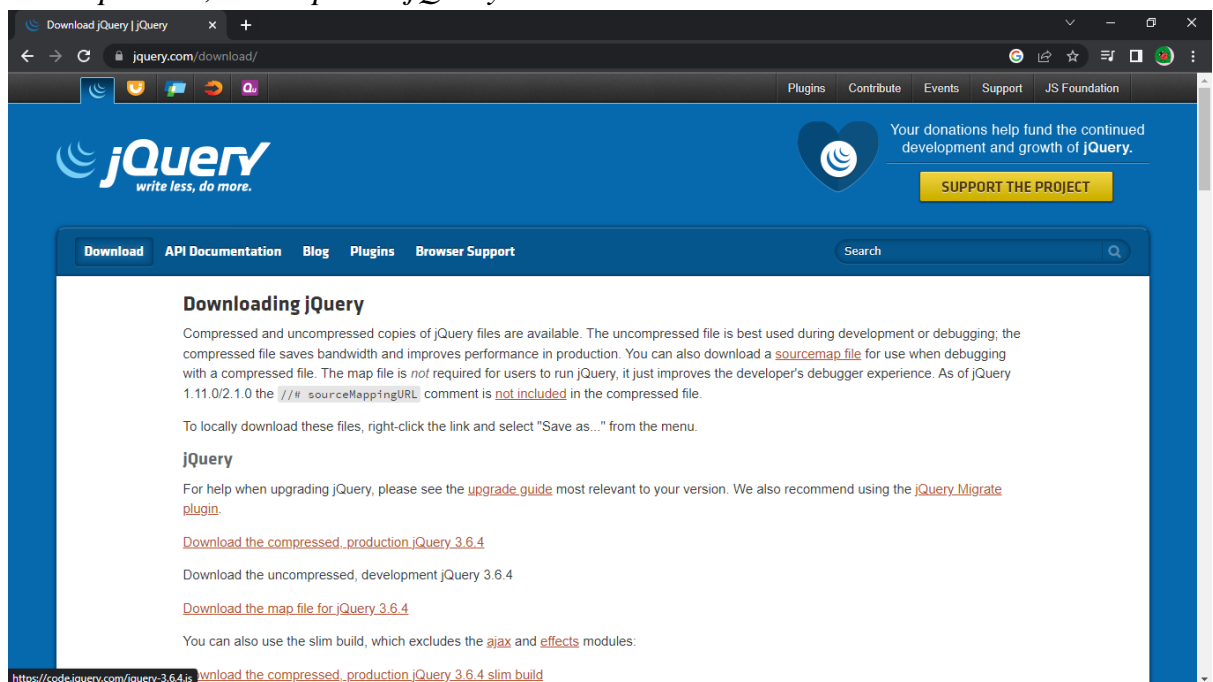 jQuery
Download jQuery | jQuery
jquery.com/download/
Plugins Contribute Events Support JS Foundation
jQuery
write less, do more.
Your donations help fund the continued
development and growth of jQuery.
SUPPORT THE PROJECT
Download API Documentation Blog Plugins Browser Support Search
Downloading jQuery
Compressed and uncompressed copies of jQuery files are available. The uncompressed file is best used during development or debugging; the
compressed file saves bandwidth and improves performance in production. You can also download a sourcemap file for use when debugging
with a compressed file. The map file is not required for users to run jQuery, it just improves the developer's debugger experience. As of jQuery
1.11.0/2.1.0 the //# sourceMappingURL comment is not included in the compressed file.
To locally download these files, right-click the link and select "Save as..." from the menu.
jQuery
For help when upgrading jQuery, please see the upgrade guide most relevant to your version. We also recommend using the jQuery Migrate
plugin.
Download the compressed, production jQuery 3.6.4
Download the uncompressed, development jQuery 3.6.4
Download the map file for jQuery 3.6.4
You can also use the slim build, which excludes the ajax and effects modules:
wnload the compressed, production jQuery 3.6.4 slim build
https://code.jquery.com/jquery-3.6.4.js